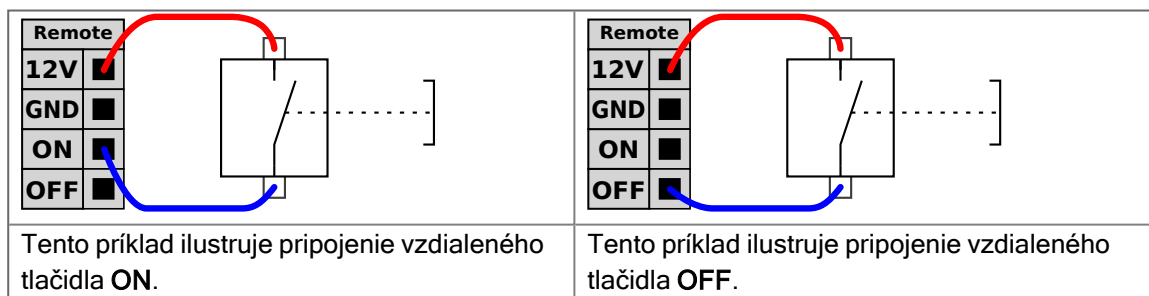 Remote
12V
GND
ON
OFF
Tento príklad ilustruje pripojenie vzdialeného
tlačidla ON.
Remote
12V
GND
ON
OFF
Tento príklad ilustruje pripojenie vzdialeného
tlačidla OFF.